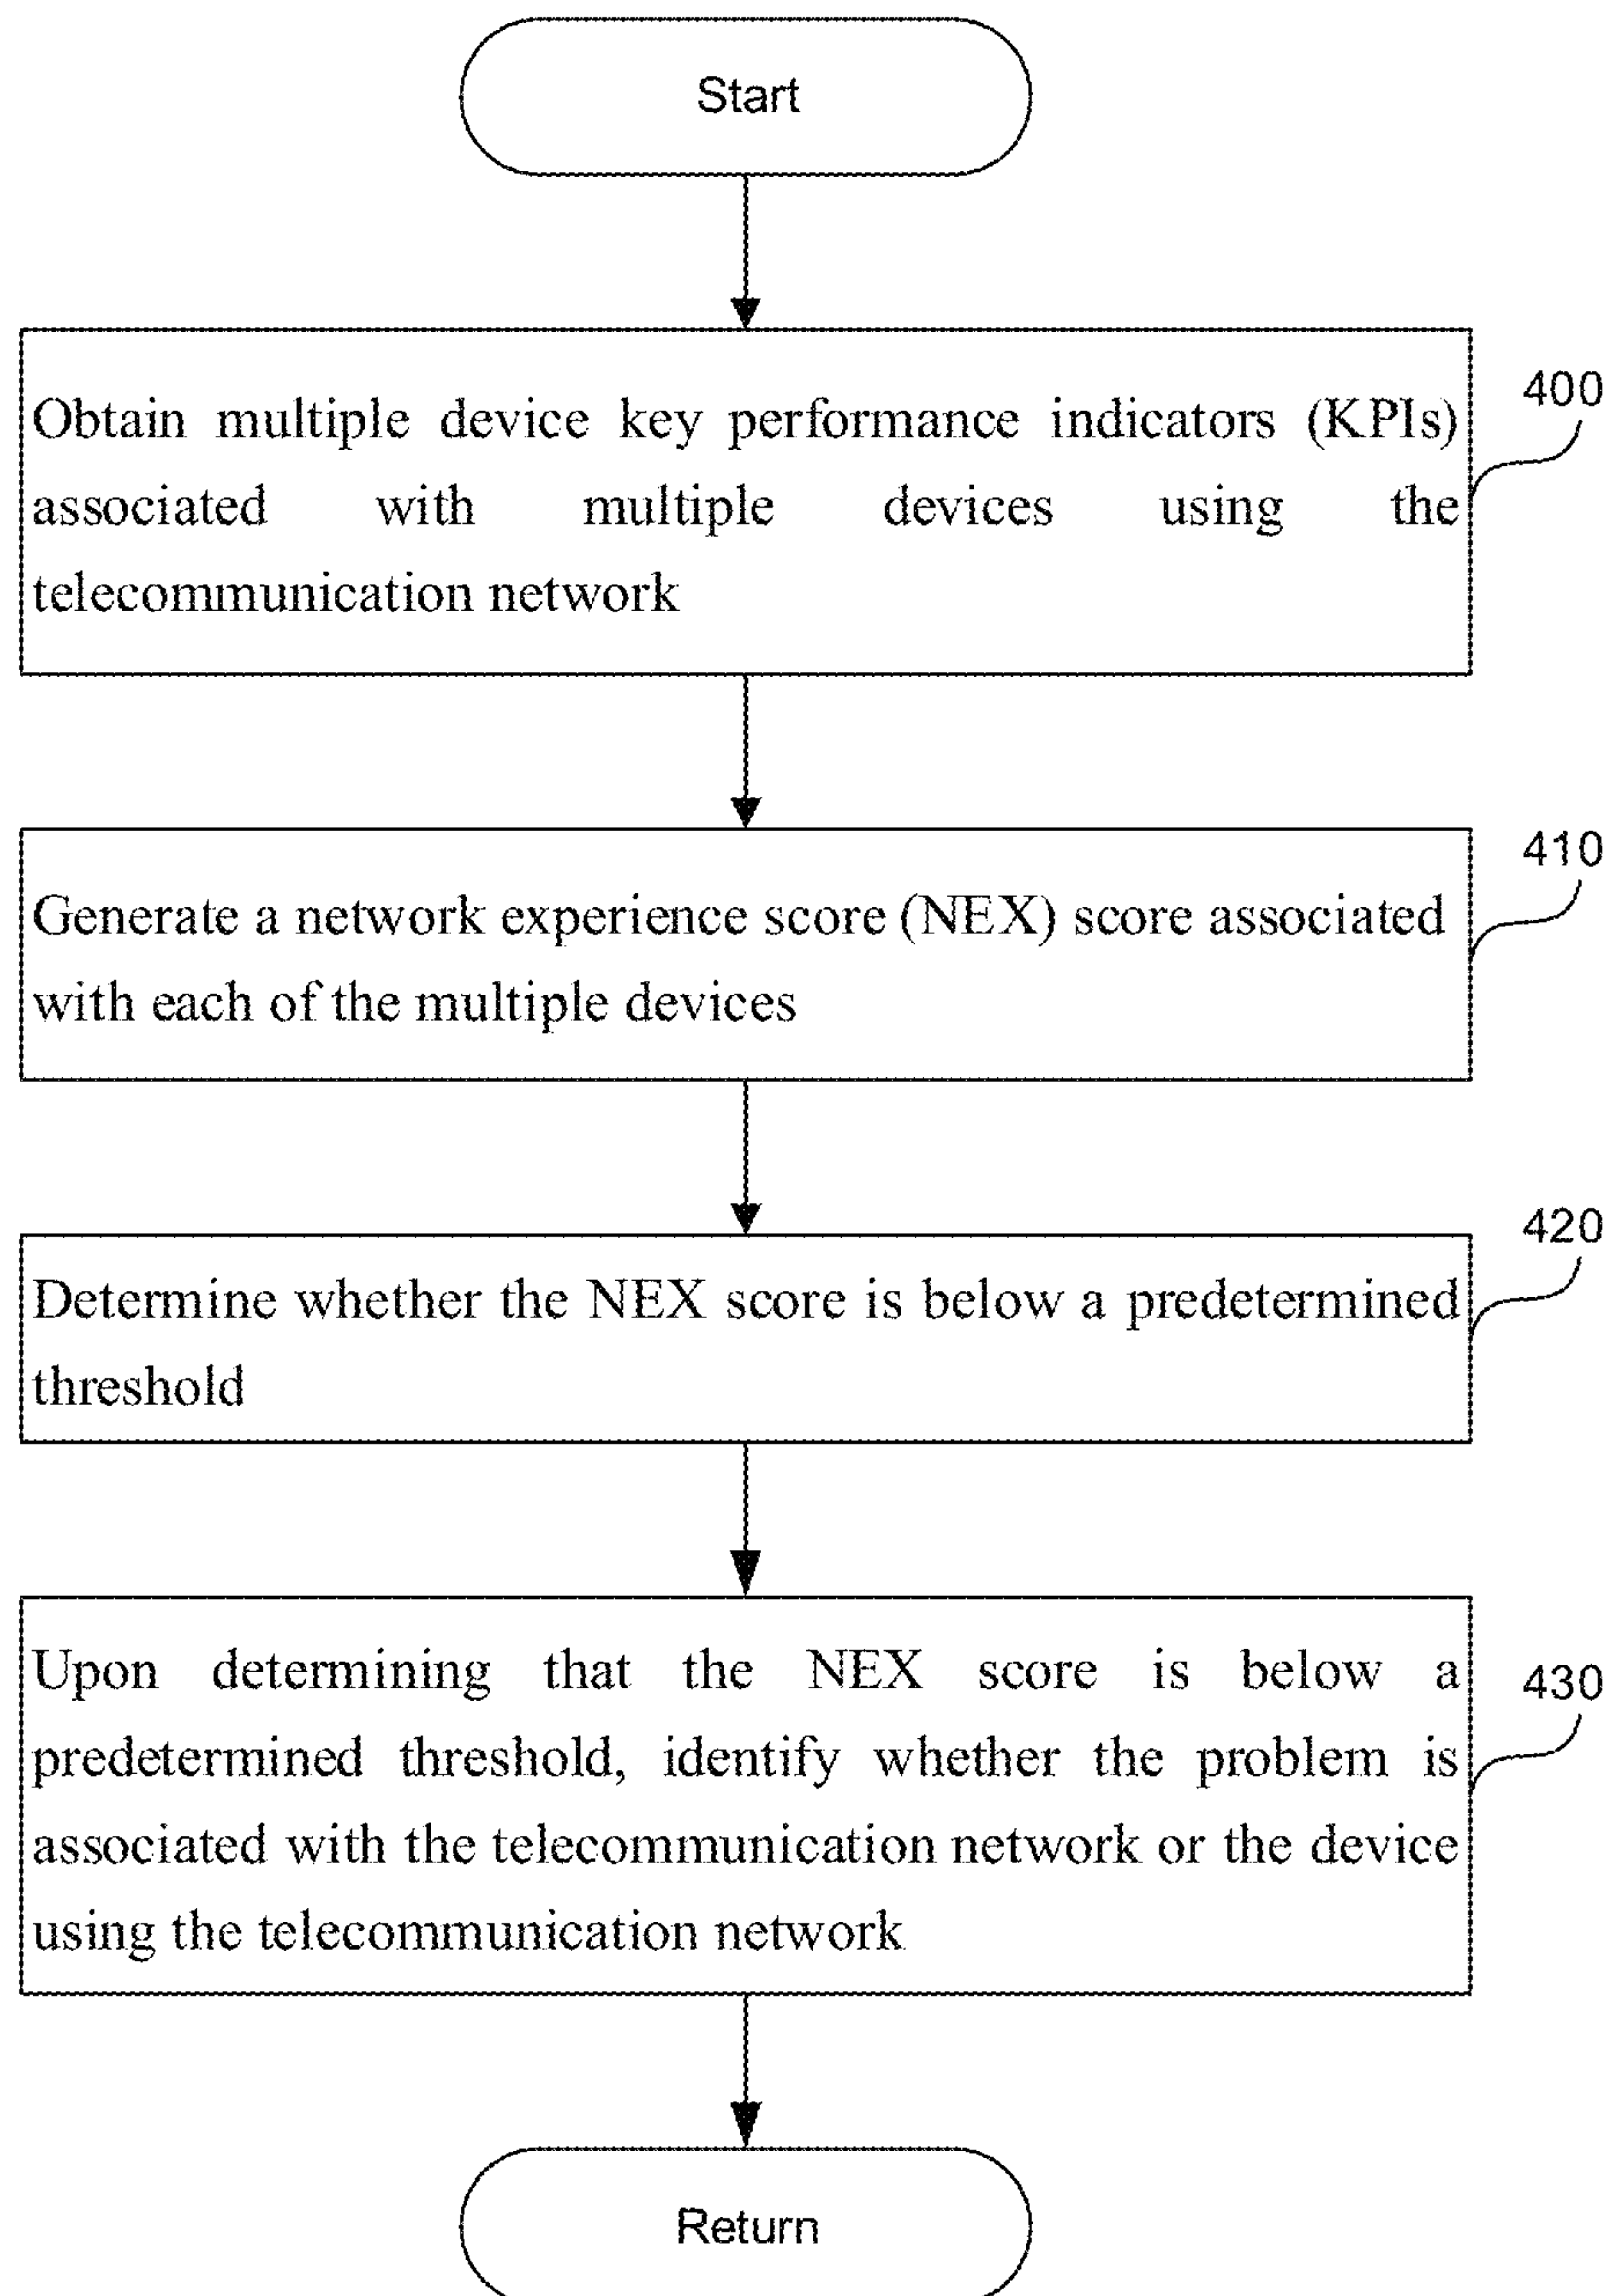 Start
Obtain multiple device key performance indicators (KPIs)
400
associated with multiple devices using the
telecommunication network
410
Generate a network experience score (NEX) score associated
with each of the multiple devices
420
Determine whether the NEX score is below a predetermined
threshold
Upon determining that the NEX score is below a
430
predetermined threshold, identify whether the problem is
associated with the telecommunication network or the device
using the telecommunication network
Return